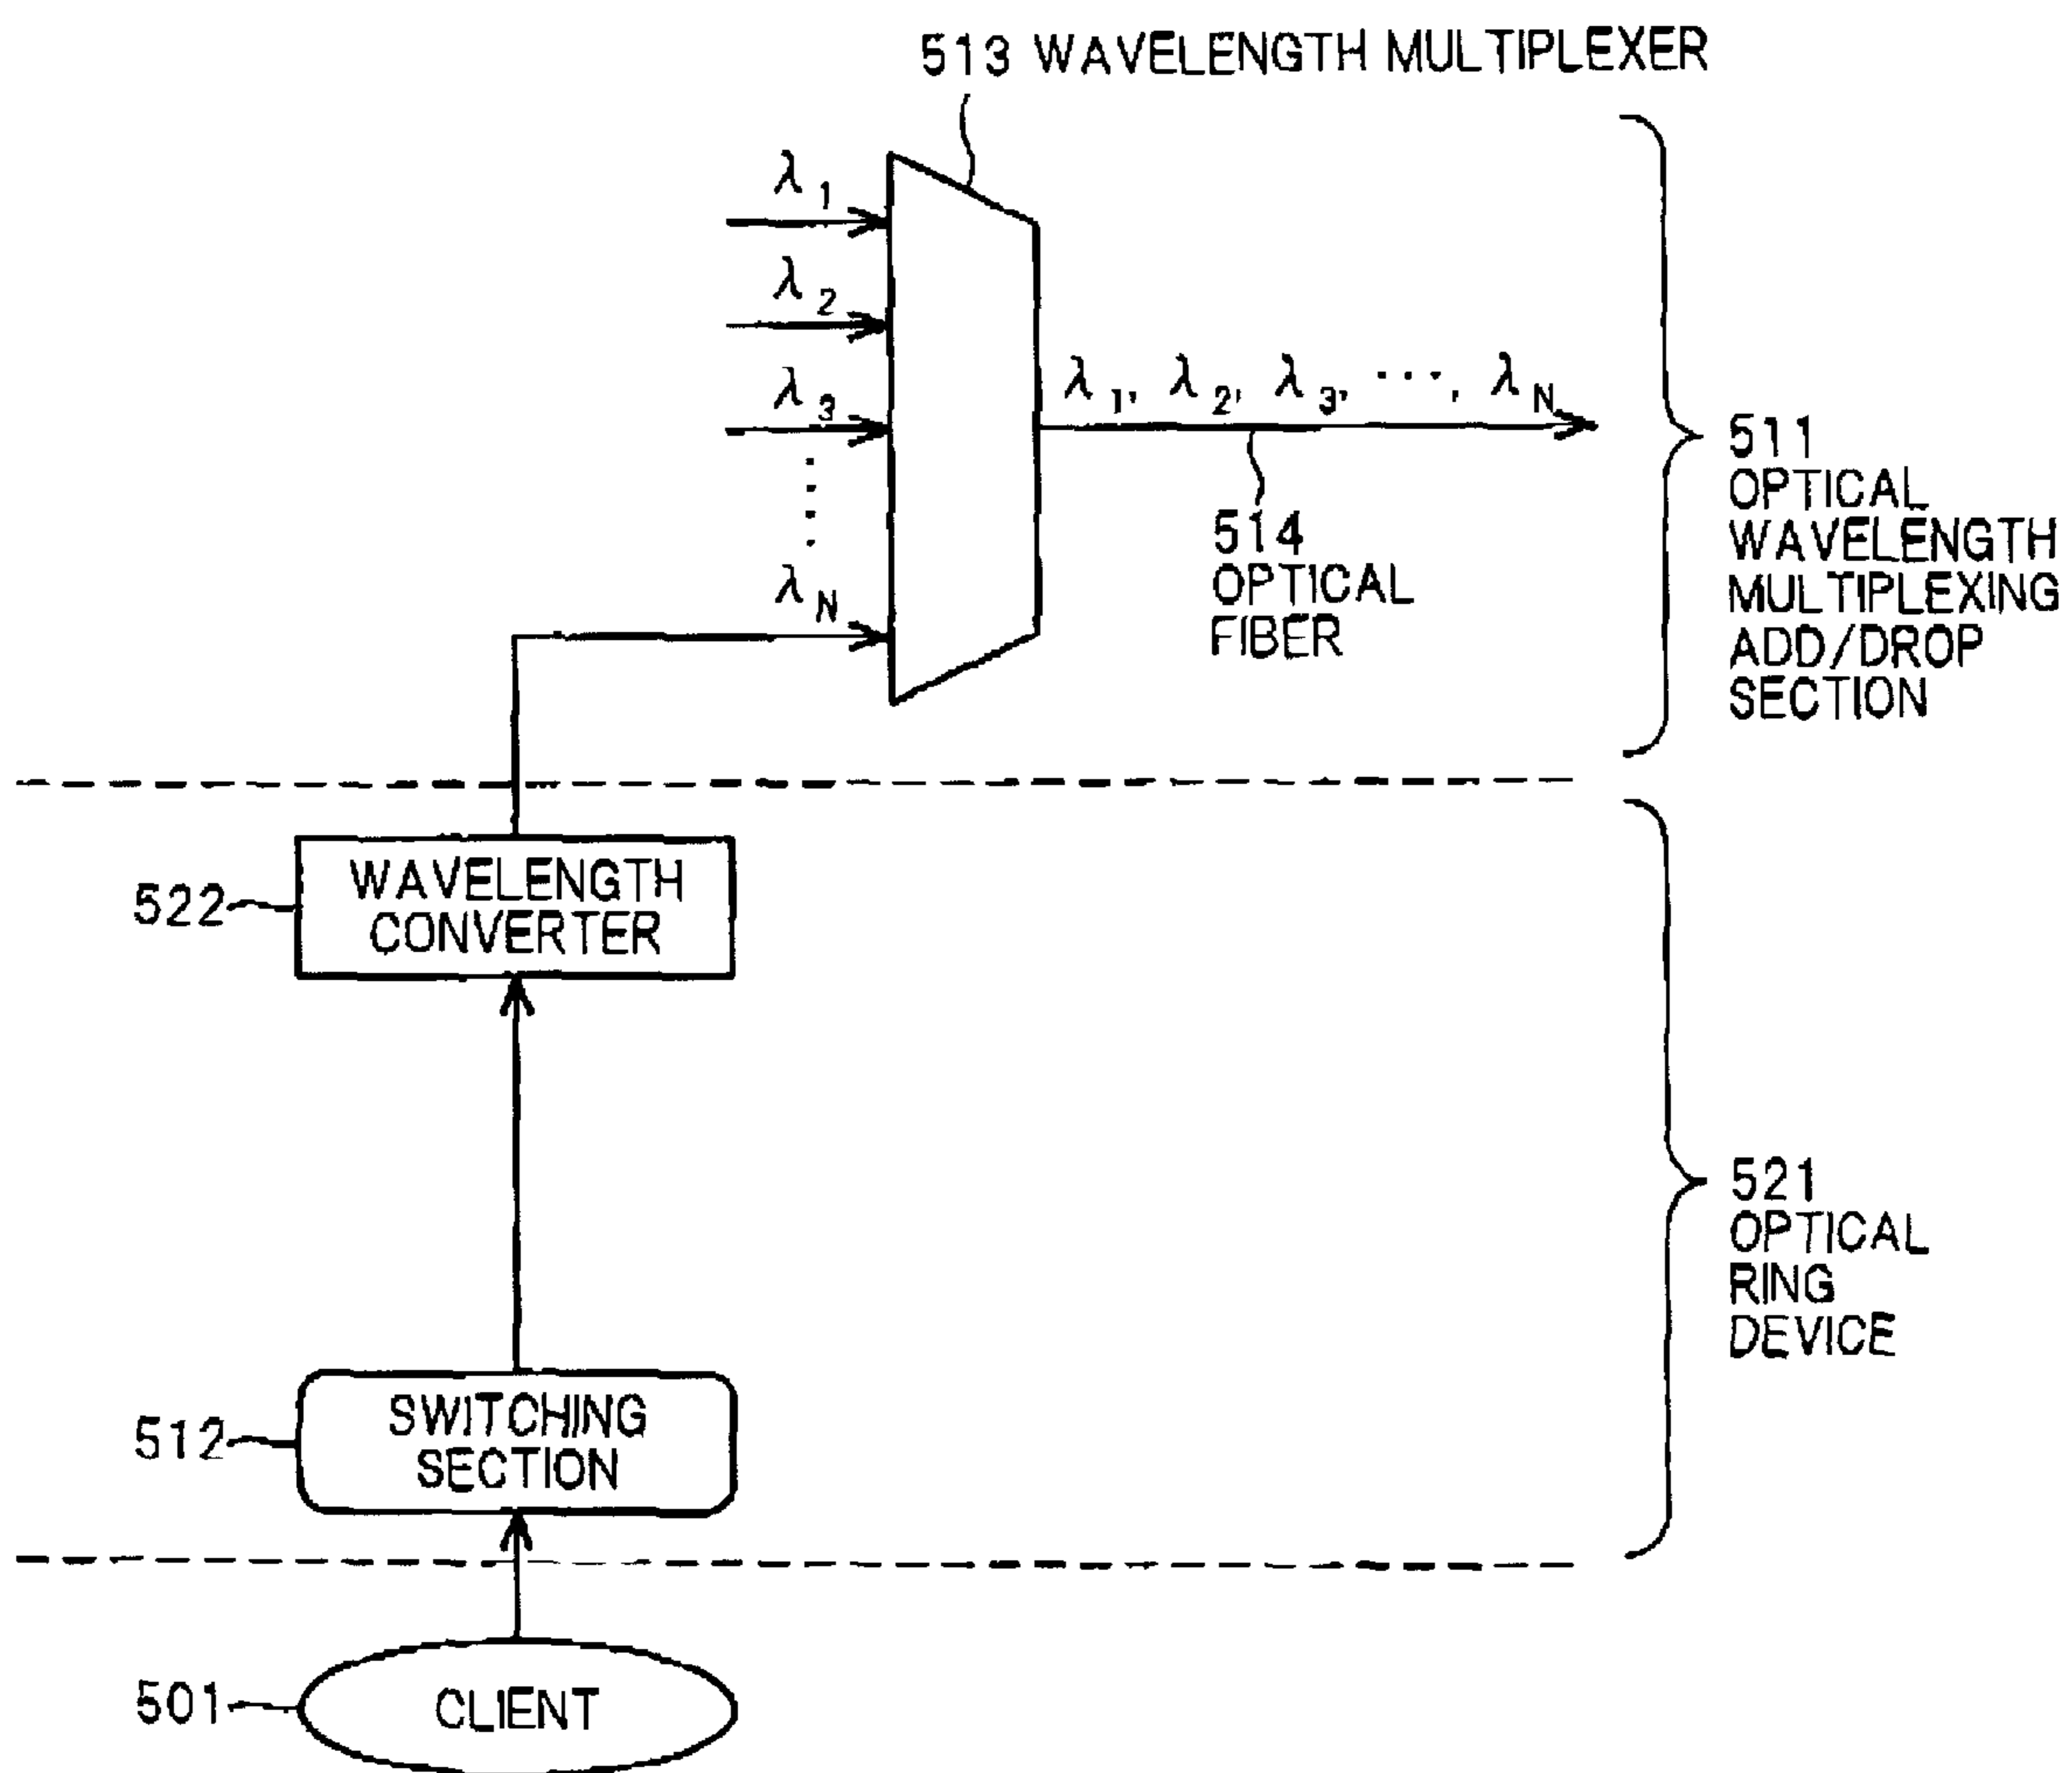 513 WAVELENGTH MULTIPLEXER
λ1
λ2
λ3
λN
λ1, λ2, λ3, ···, λN
514
OPTICAL
FIBER
511
OPTICAL
WAVELENGTH
MULTIPLEXING
ADD/DROP
SECTION
522
WAVELENGTH
CONVERTER
521
OPTICAL
RING
DEVICE
512
SWITCHING
SECTION
501
CLIENT